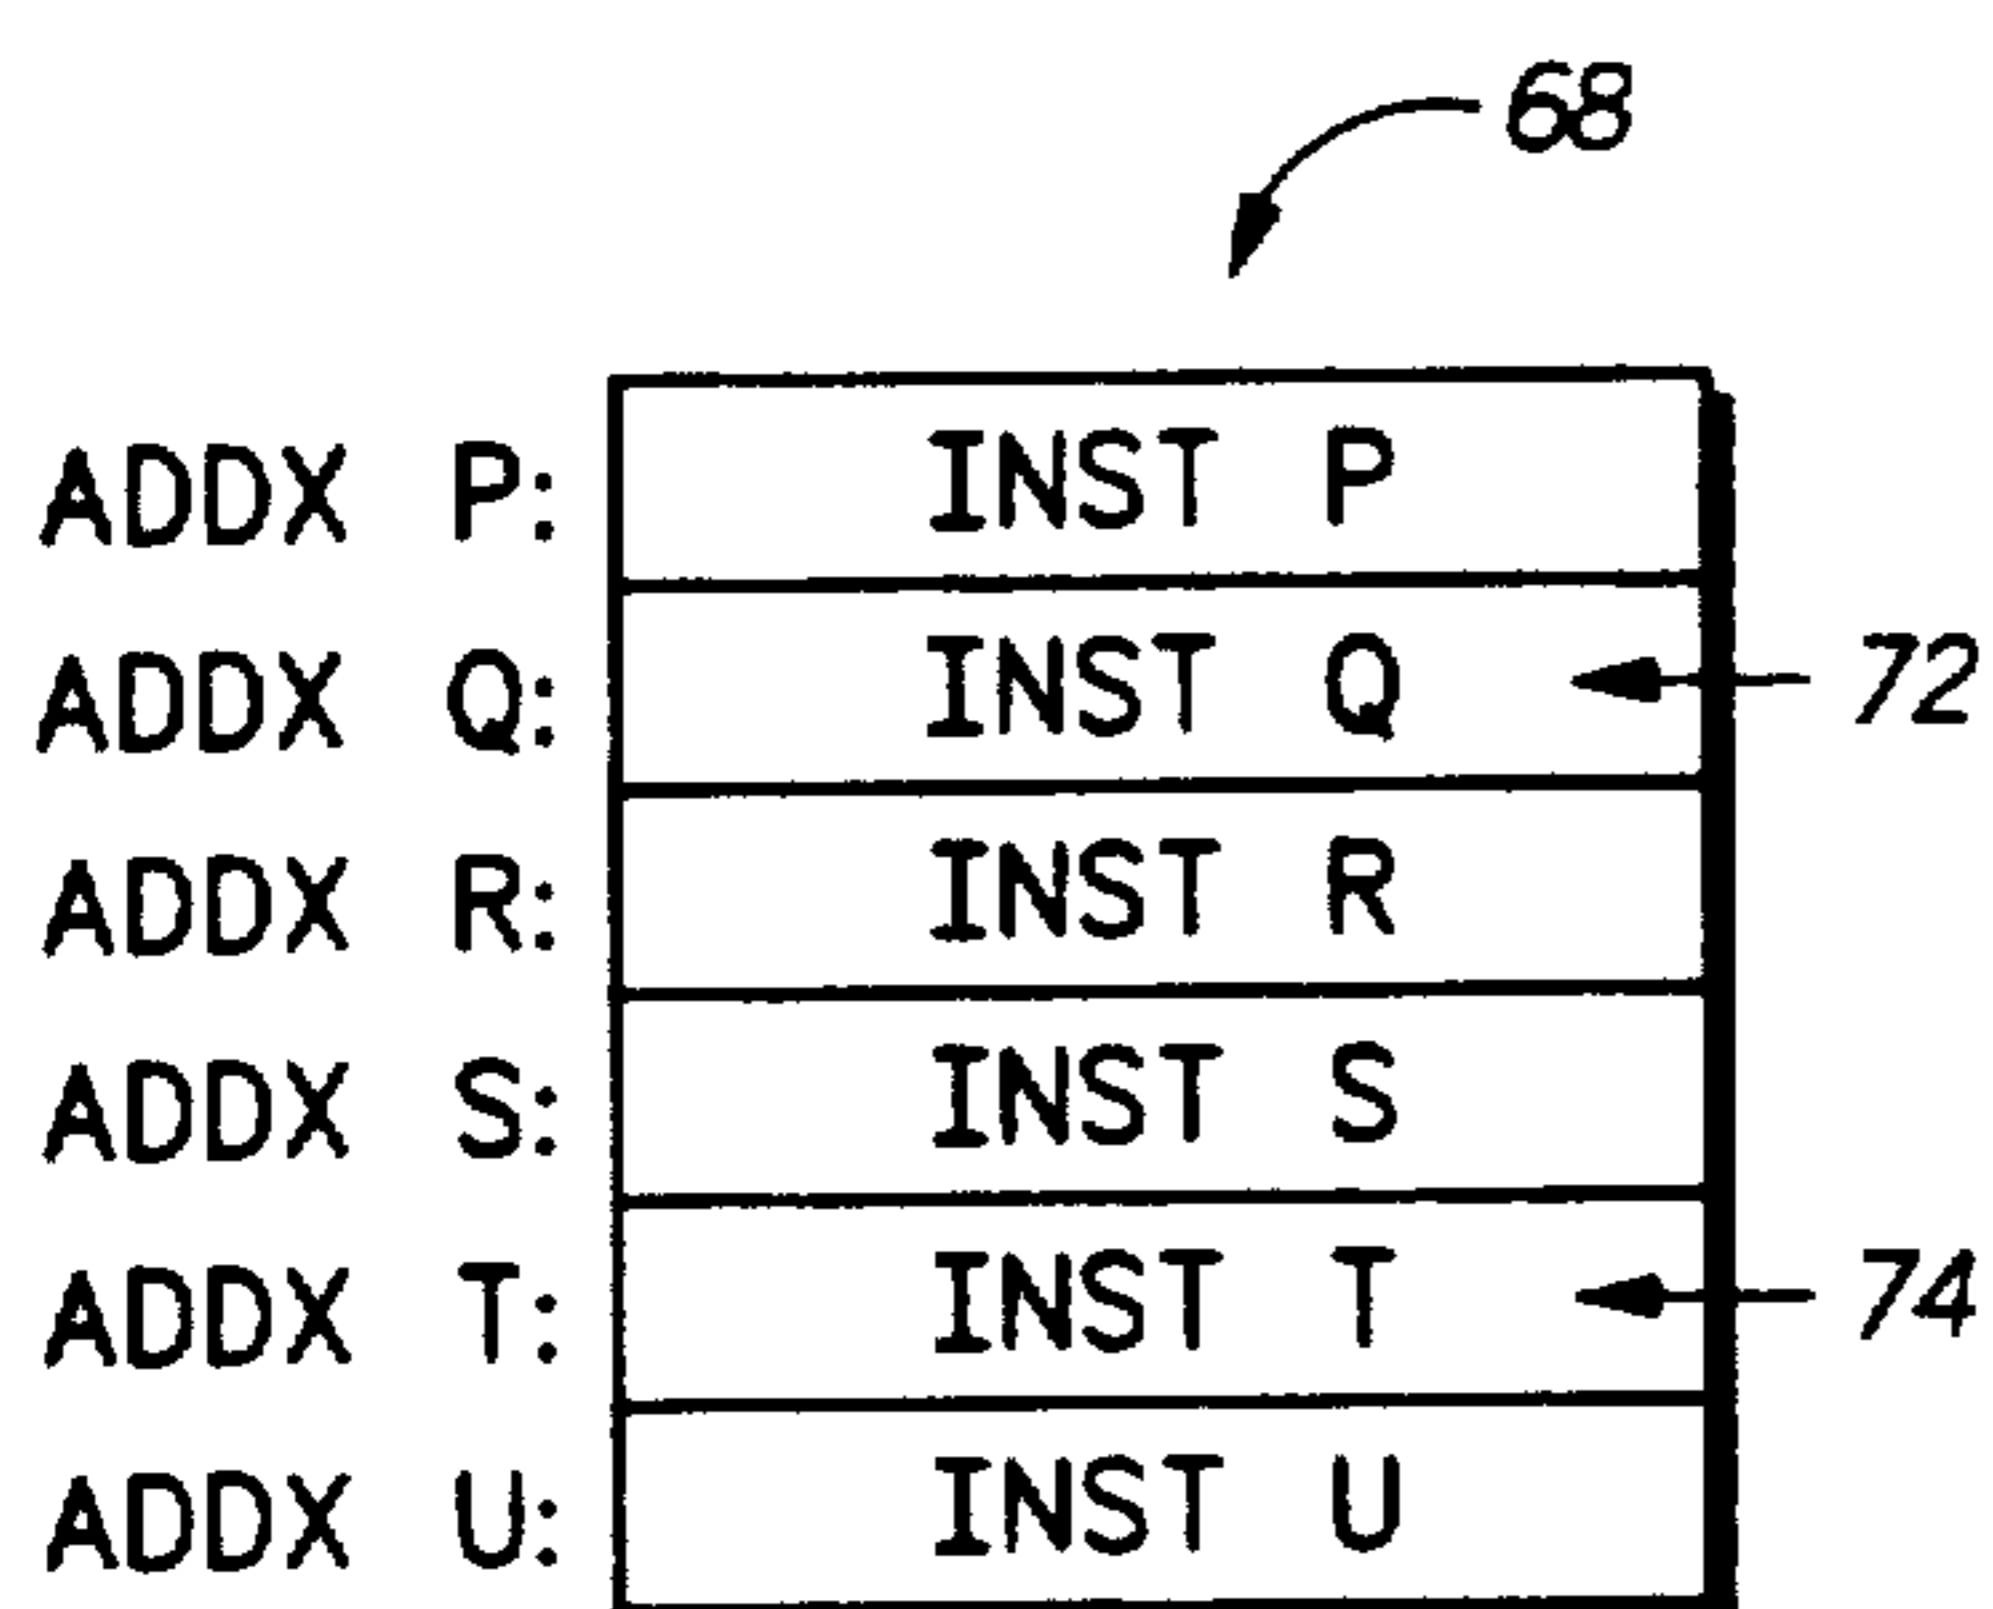 68
ADDX P: INST P
ADDX Q: INST Q 72
ADDX R: INST R
ADDX S: INST S
ADDX T: INST T 74
ADDX U: INST U